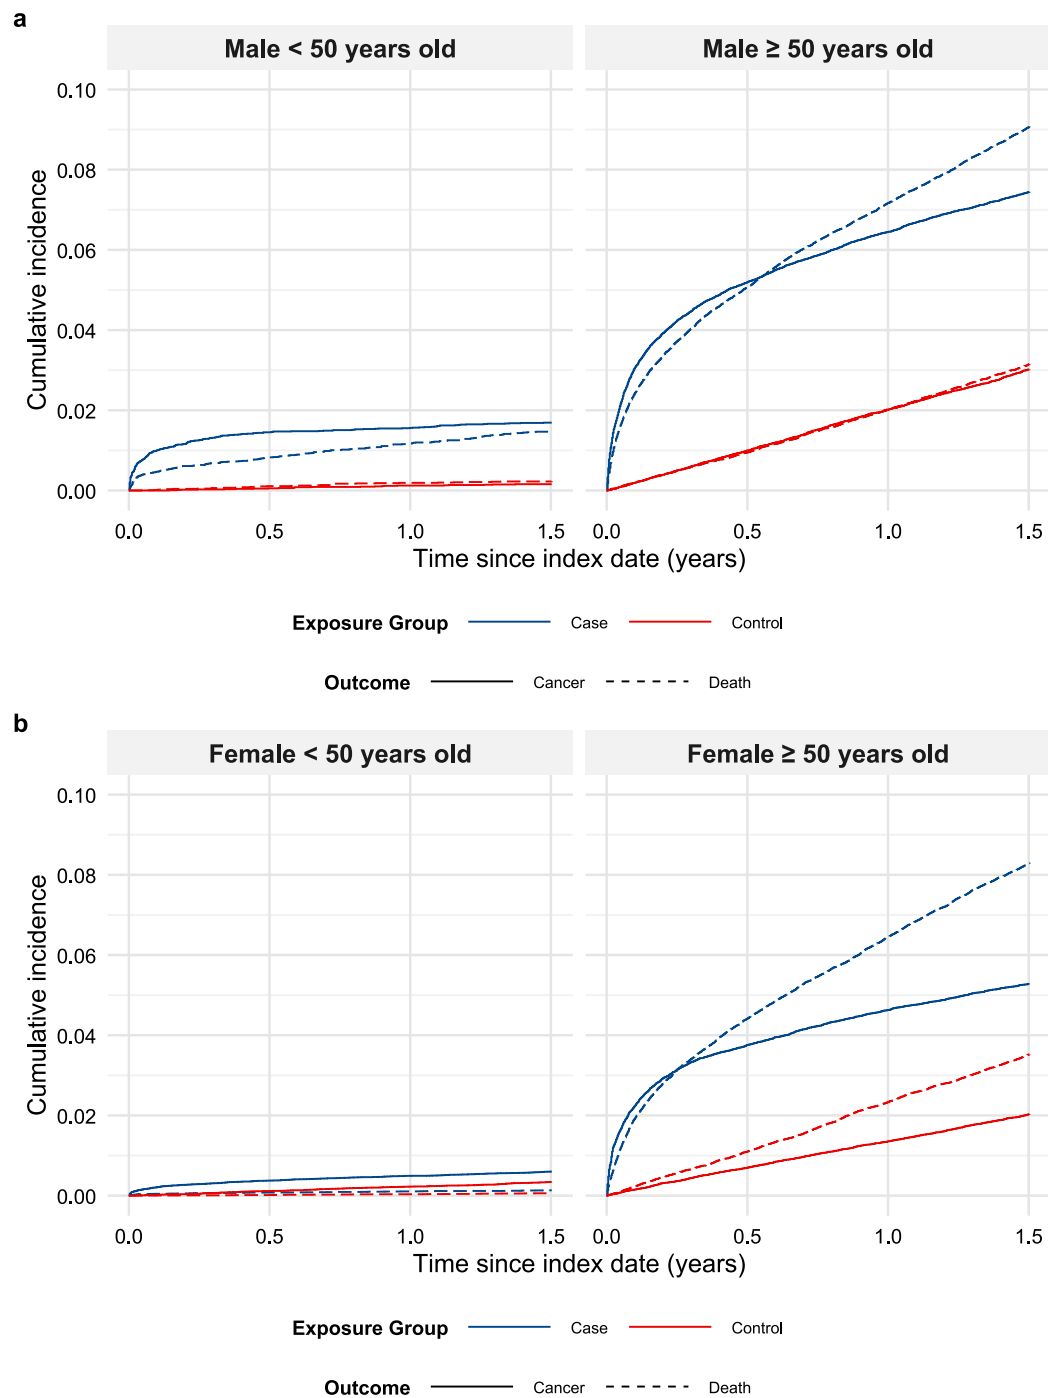 a
Male < 50 years old
Male ≥ 50 years old
Cumulative incidence
0.10
0.08
0.06
0.04
0.02
0.00
0.0 0.5 1.0 1.5
0.0 0.5 1.0 1.5
Time since index date (years)
Exposure Group Case Control
Outcome Cancer Death
b
Female < 50 years old
Female ≥ 50 years old
Cumulative incidence
0.10
0.08
0.06
0.04
0.02
0.00
0.0 0.5 1.0 1.5
0.0 0.5 1.0 1.5
Time since index date (years)
Exposure Group Case Control
Outcome Cancer Death